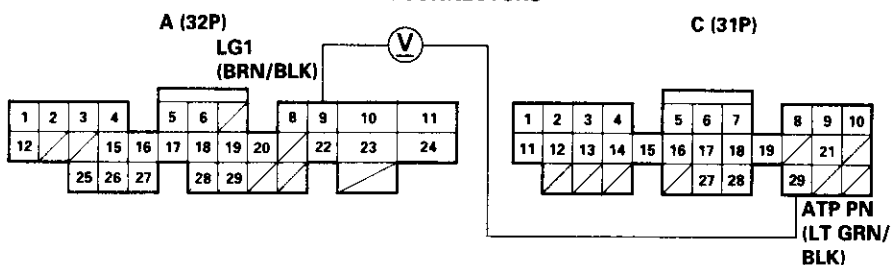 A (32P)
C (31P)
LG1
(BRN/BLK)
V
1 2 3 4 5 6 8 9 10 11
12 15 16 17 18 19 20 22 23 24
25 26 27 28 29
1 2 3 4 5 6 7 8 9 10
11 12 13 14 15 16 17 18 19 21
27 28 29
ATP PN
(LT GRN/
BLK)